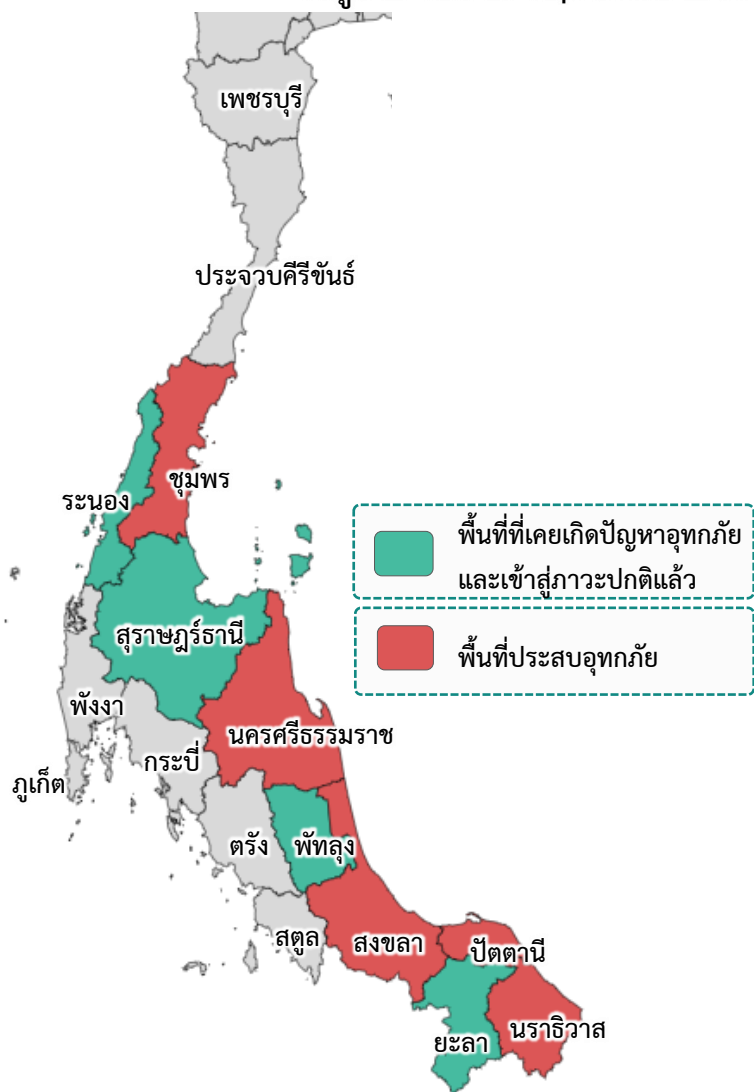 เพชรบุรี
ประจวบคีรีขันธ์
ชุมพร
ระนอง
พื้นที่ที่เคยเกิดปัญหาอุทกภัย
และเข้าสู่ภาวะปกติแล้ว
สุราษฎร์ธานี
พื้นที่ประสบอุทกภัย
พังงา
นครศรีธรรมราช
กระบี่
ภูเก็ต
ตรัง
พัทลุง
สตูล
สงขลา
ปัตตานี
นราธิวาส
ยะลา